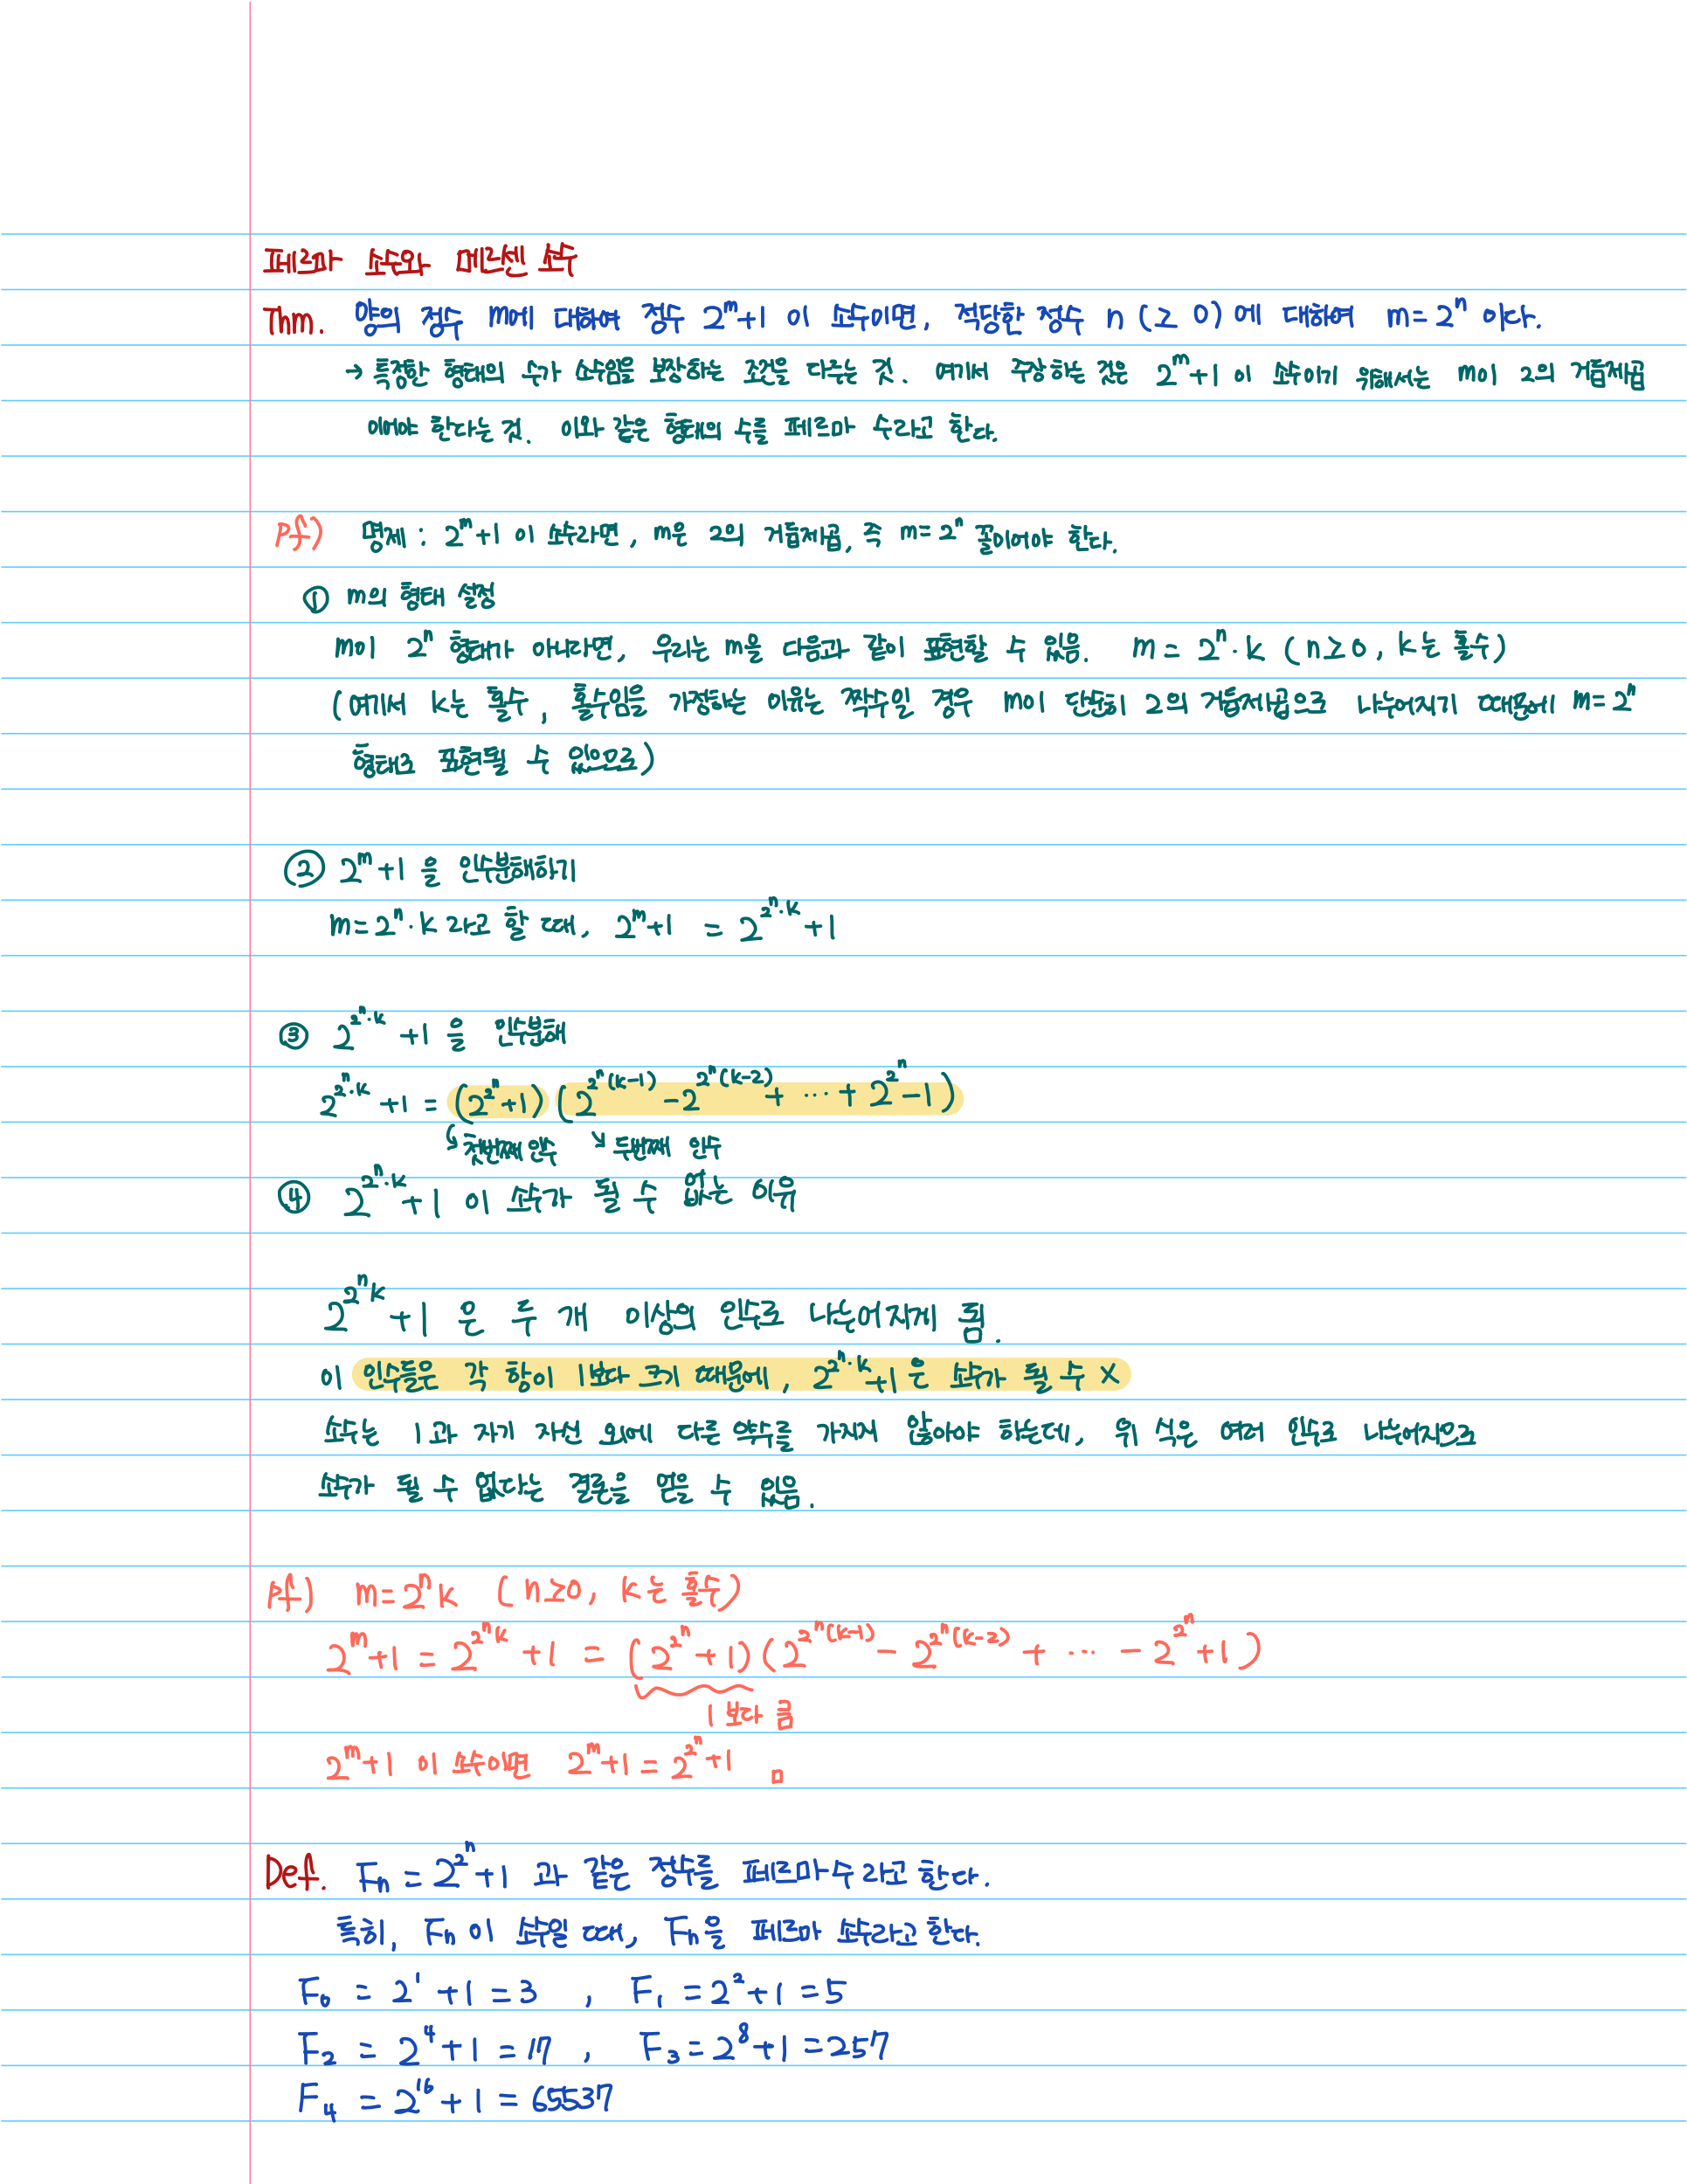 페르마 소수와 메르센 소수
Thm. 양의 정수 m에 대하여 정수 2^m+1 이 소수이면, 적당한 정수 n (≥ 0) 에 대하여 m = 2^n 이다.
→ 특정한 형태의 수가 소수임을 보장하는 조건을 다루는 것. 여기서 주장하는 것은 2^m+1 이 소수이기 위해서는 m이 2의 거듭제곱
이어야 한다는 것. 이와 같은 형태의 수를 페르마 수라고 한다.
Pf) 명제 : 2^m+1 이 소수라면, m은 2의 거듭제곱, 즉 m=2^n 꼴이어야 한다.
① m의 형태 설정
m이 2^n 형태가 아니라면, 우리는 m을 다음과 같이 표현할 수 있음. m = 2^n·k (n≥0, k는 홀수)
(여기서 k는 홀수, 홀수임을 가정하는 이유는 짝수일 경우 m이 단순히 2의 거듭제곱으로 나누어지기 때문에 m=2^n
형태로 표현될 수 있으므로)
② 2^m+1 을 인수분해하기
m=2^n·k 라고 할 때, 2^m+1 = 2^(2^n·k)+1
③ 2^(2^n·k) +1 을 인수분해
2^(2^n·k) +1 = (2^(2^n)+1) (2^(2^n(k-1)) - 2^(2^n(k-2)) + ··· + 2^(2^n) - 1)
첫번째 인수 ↘ 두번째 인수
④ 2^(2^n·k)+1 이 소수가 될 수 없는 이유
2^(2^n k)+1 은 두 개 이상의 인수로 나누어지게 됨.
이 인수들은 각 항이 1보다 크기 때문에, 2^(2^n·k)+1은 소수가 될 수 X
소수는 1과 자기 자신 외에 다른 약수를 가지지 않아야 하는데, 위 식은 여러 인수로 나누어지므로
소수가 될 수 없다는 결론을 얻을 수 있음.
Pf) m=2^n k (n≥0, k는 홀수)
2^m+1 = 2^(2^n k) +1 = (2^(2^n)+1)(2^(2^n(k-1)) - 2^(2^n(k-2)) + ··· - 2^(2^n)+1)
1 보다 큼
2^m+1 이 소수이면 2^m+1 = 2^(2^n)+1 □
Def. Fn = 2^(2^n)+1 과 같은 정수를 페르마수라고 한다.
특히, Fn이 소수일 때, Fn을 페르마 소수라고 한다.
F₀ = 2^1+1 = 3 , F₁ = 2^2+1 = 5
F₂ = 2^4+1 = 17 , F₃ = 2^8+1 = 257
F₄ = 2^16+1 = 65537